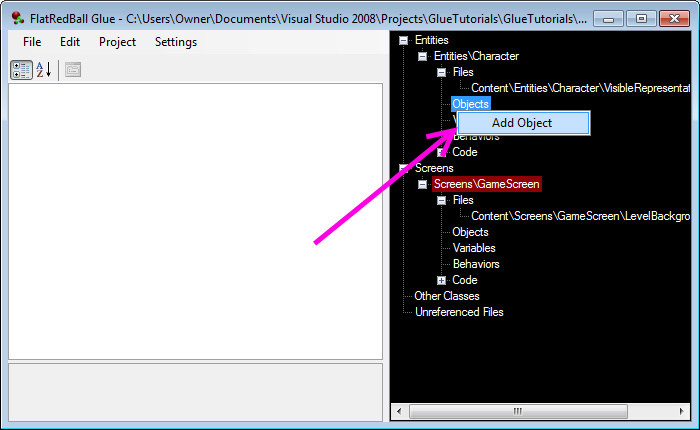 FlatRedBall Glue - C:\Users\Owner\Documents\Visual Studio 2008\Projects\GlueTutorials\GlueTutorials\...
File Edit Project Settings
Entities
Entities\Character
Files
Content\Entities\Character\VisibleRepresentat
Objects
Add Object
Behaviors
Code
Screens
Screens\GameScreen
Files
Content\Screens\GameScreen\LevelBackgro
Objects
Variables
Behaviors
Code
Other Classes
Unreferenced Files